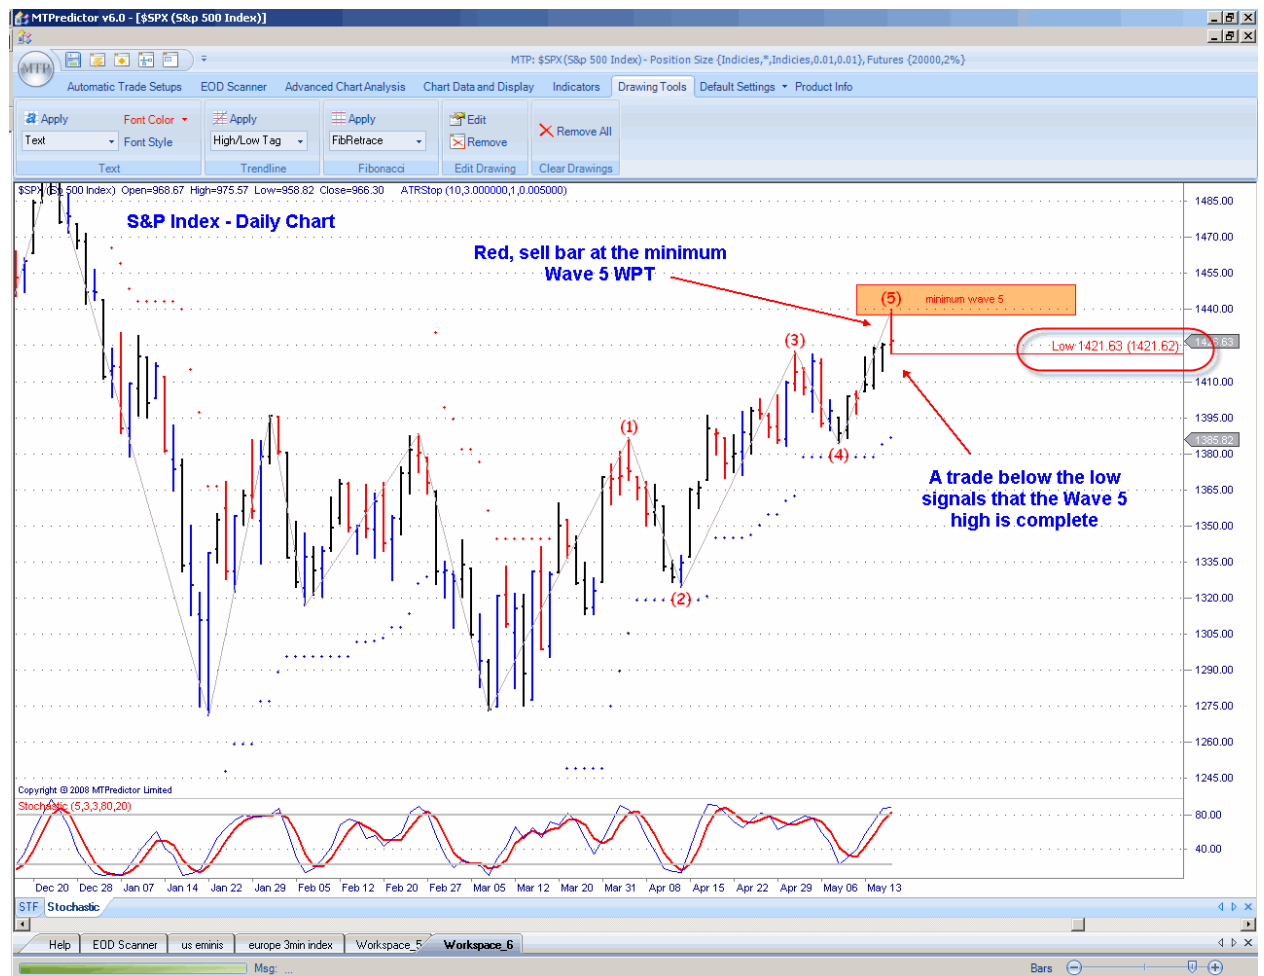 MTPredictor v6.0 - [$SPX (S&p 500 Index)]
MTP
MTP: $SPX(S&p 500 Index) - Position Size {Indicies,*,Indicies,0.01,0.01}, Futures {20000,2%}
Automatic Trade Setups EOD Scanner Advanced Chart Analysis Chart Data and Display Indicators Drawing Tools Default Settings Product Info
a Apply Font Color Apply Apply Edit Remove All
Text Font Style High/Low Tag FibRetrace Remove
Text Trendline Fibonacci Edit Drawing Clear Drawings
$SPX (S&p 500 Index) Open=968.67 High=975.57 Low=958.82 Close=966.30 ATRStop (10,3.000000,1,0.005000)
S&P Index - Daily Chart
Red, sell bar at the minimum
Wave 5 WPT
(5) minimum wave 5
Low 1421.63 (1421.62)
(3)
(1)
(4)
(2)
A trade below the low
signals that the Wave 5
high is complete
1485.00
1470.00
1455.00
1440.00
1410.00
1395.00
1385.82
1380.00
1365.00
1350.00
1335.00
1320.00
1305.00
1290.00
1275.00
1260.00
1245.00
Copyright © 2008 MTPredictor Limited
Stochastic (5,3,3,80,20)
80.00
40.00
Dec 20 Dec 28 Jan 07 Jan 14 Jan 22 Jan 29 Feb 05 Feb 12 Feb 20 Feb 27 Mar 05 Mar 12 Mar 20 Mar 31 Apr 08 Apr 15 Apr 22 Apr 29 May 06 May 13
STF Stochastic
Help EOD Scanner us eminis europe 3min index Workspace_5 Workspace_6
Msg: ... Bars